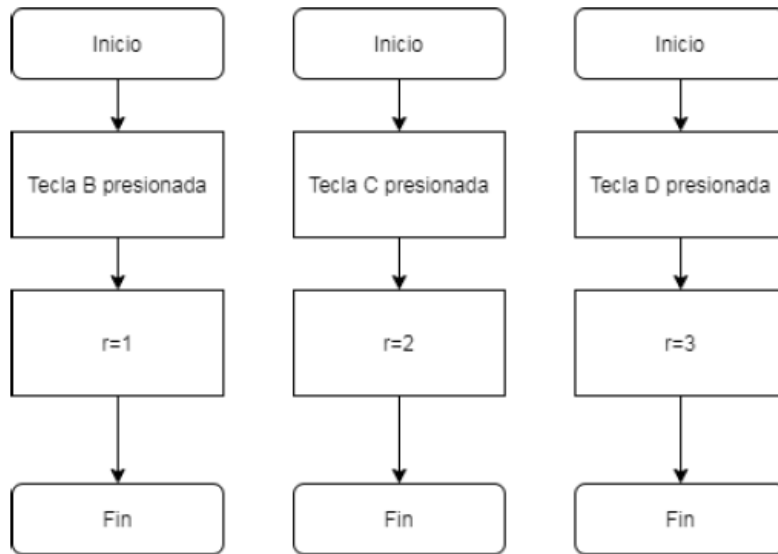 Inicio
Inicio
Inicio
Tecla B presionada
Tecla C presionada
Tecla D presionada
r=1
r=2
r=3
Fin
Fin
Fin